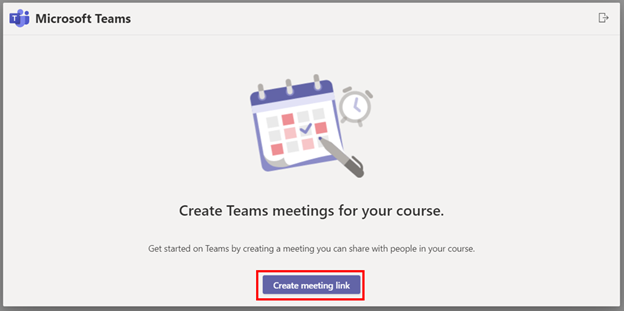 Microsoft Teams
Create Teams meetings for your course.
Get started on Teams by creating a meeting you can share with people in your course.
Create meeting link